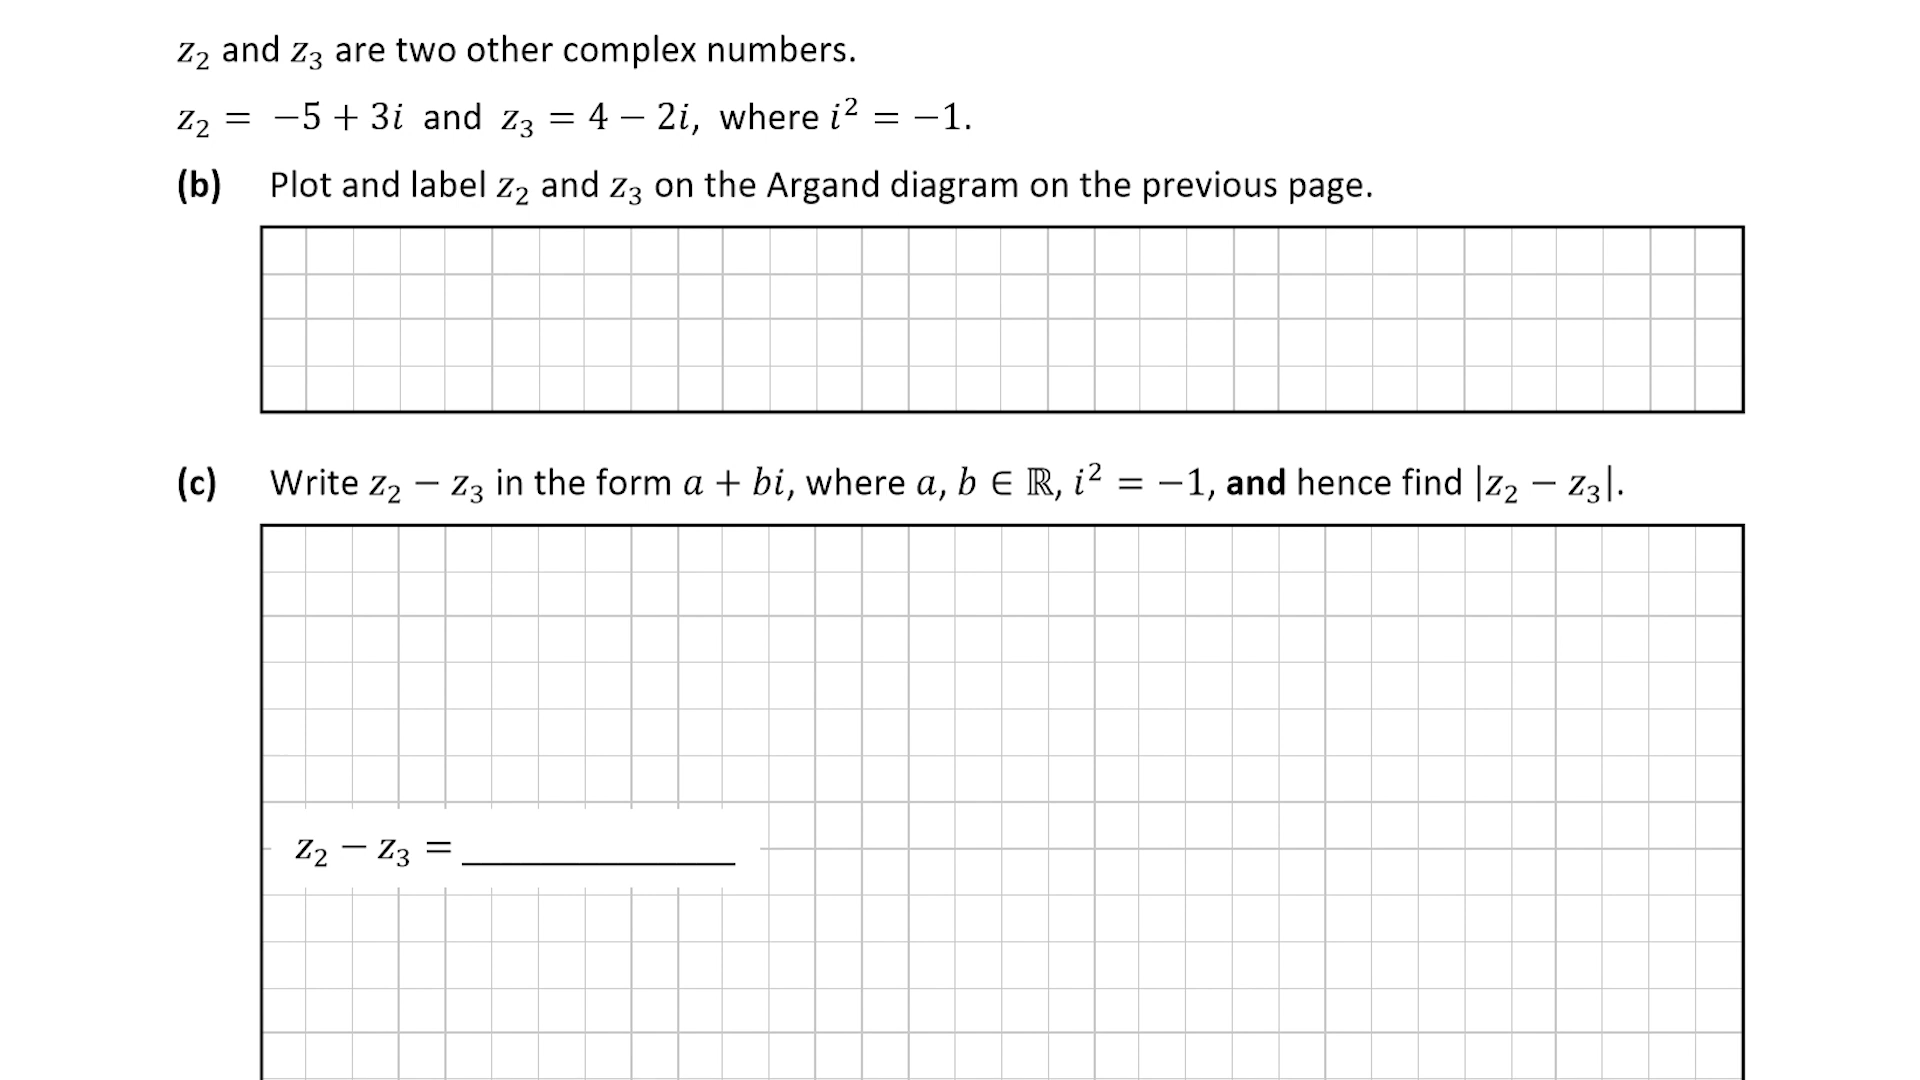 z₂ and z₃ are two other complex numbers.
z₂ = −5 + 3i and z₃ = 4 − 2i, where i² = −1.
(b) Plot and label z₂ and z₃ on the Argand diagram on the previous page.
(c) Write z₂ − z₃ in the form a + bi, where a, b ∈ ℝ, i² = −1, and hence find |z₂ − z₃|.
z₂ − z₃ = ____________